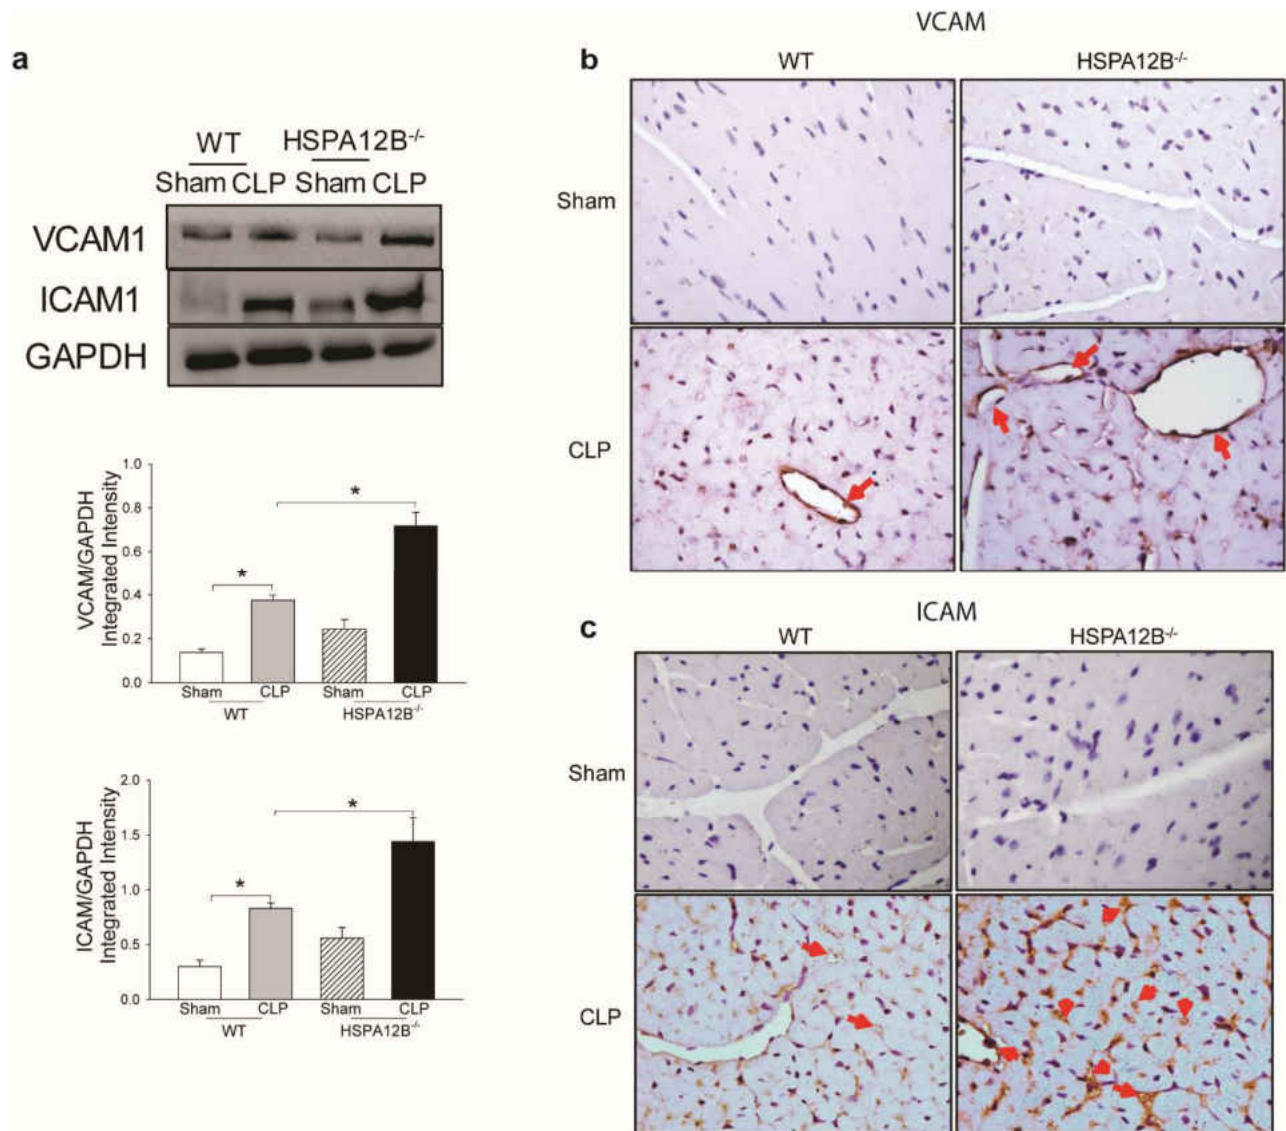 a
WT HSPA12B-/-
Sham CLP Sham CLP
VCAM1
ICAM1
GAPDH
VCAM/GAPDH
Integrated Intensity
1.0
0.8
0.6
0.4
0.2
0.0
*
*
Sham CLP Sham CLP
WT HSPA12B-/-
ICAM/GAPDH
Integrated Intensity
2.0
1.5
1.0
0.5
0.0
*
*
Sham CLP Sham CLP
WT HSPA12B-/-
VCAM
b
WT HSPA12B-/-
Sham
CLP
ICAM
c
WT HSPA12B-/-
Sham
CLP